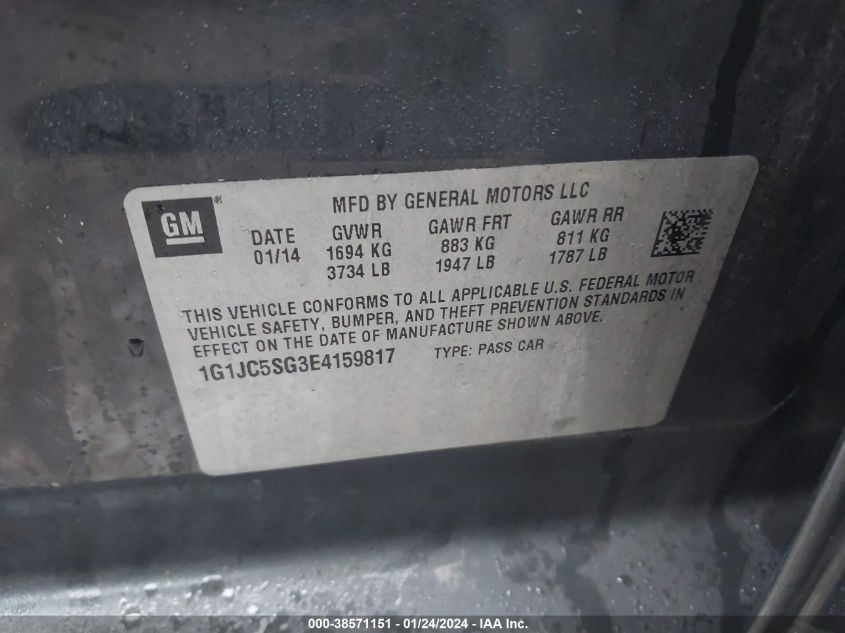 GM®
MFD BY GENERAL MOTORS LLC
DATE GVWR GAWR FRT GAWR RR
01/14 1694 KG 883 KG 811 KG
3734 LB 1947 LB 1787 LB
THIS VEHICLE CONFORMS TO ALL APPLICABLE U.S. FEDERAL MOTOR
VEHICLE SAFETY, BUMPER, AND THEFT PREVENTION STANDARDS IN
EFFECT ON THE DATE OF MANUFACTURE SHOWN ABOVE.
1G1JC5SG3E4159817 TYPE: PASS CAR
000-38571151 - 01/24/2024 - IAA Inc.